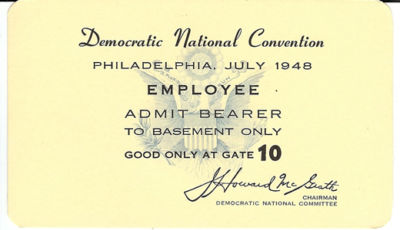 Democratic National Convention
PHILADELPHIA, JULY 1948
EMPLOYEE
ADMIT BEARER
TO BASEMENT ONLY
GOOD ONLY AT GATE 10
J Howard McGrath
CHAIRMAN
DEMOCRATIC NATIONAL COMMITTEE